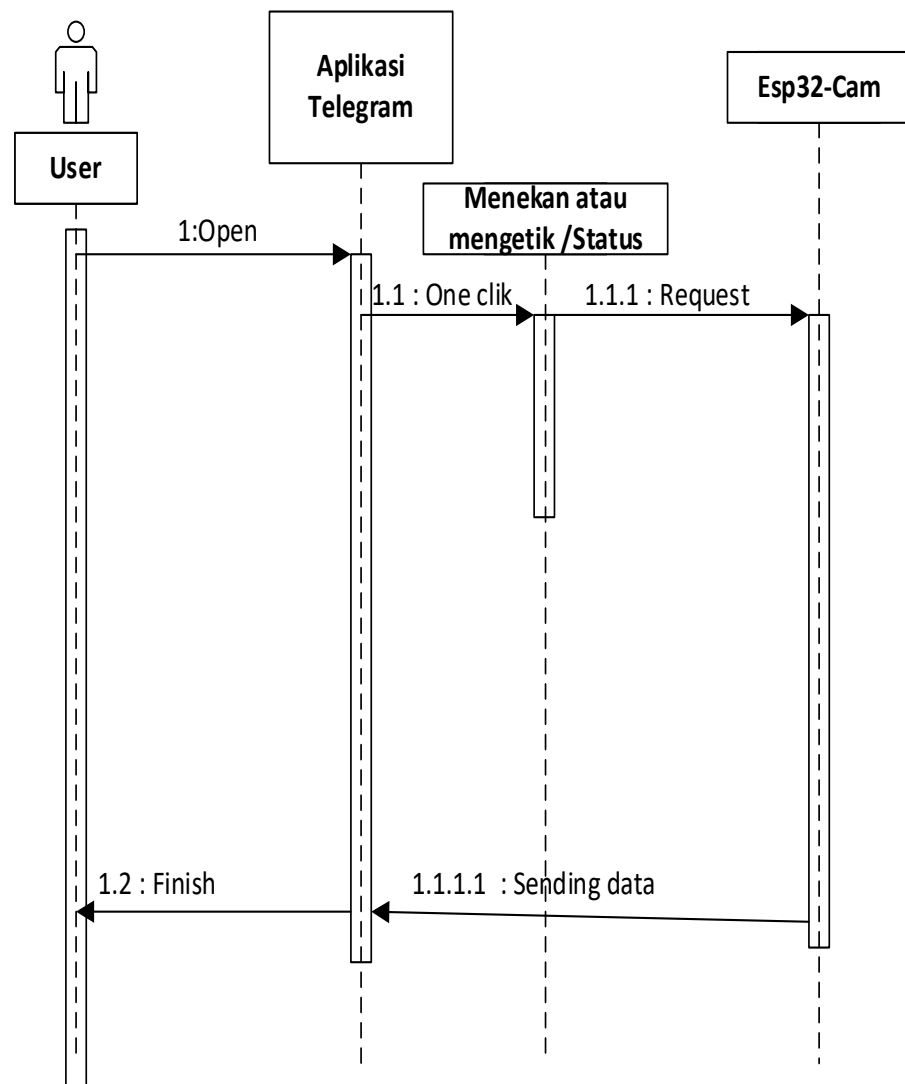 User
Aplikasi
Telegram
Esp32-Cam
Menekan atau
mengetik /Status
1:Open
1.1 : One clik
1.1.1 : Request
1.2 : Finish
1.1.1.1 : Sending data